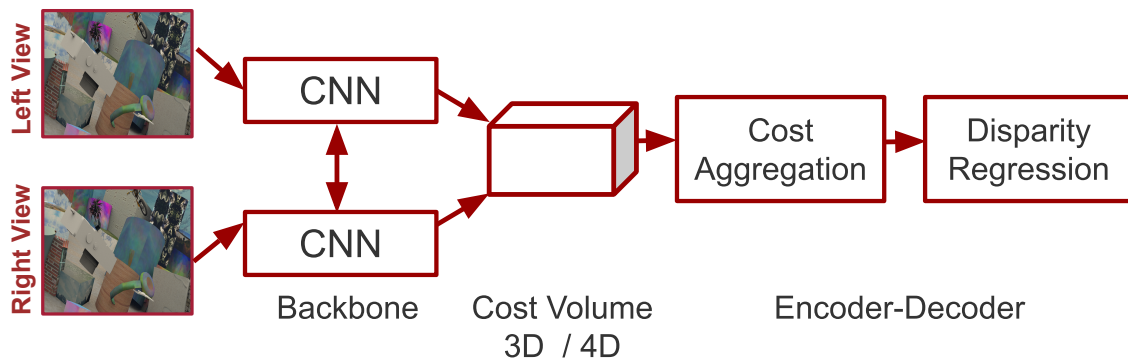 Left View
CNN
Cost
Aggregation
Disparity
Regression
Right View
CNN
Backbone
Cost Volume
3D / 4D
Encoder-Decoder